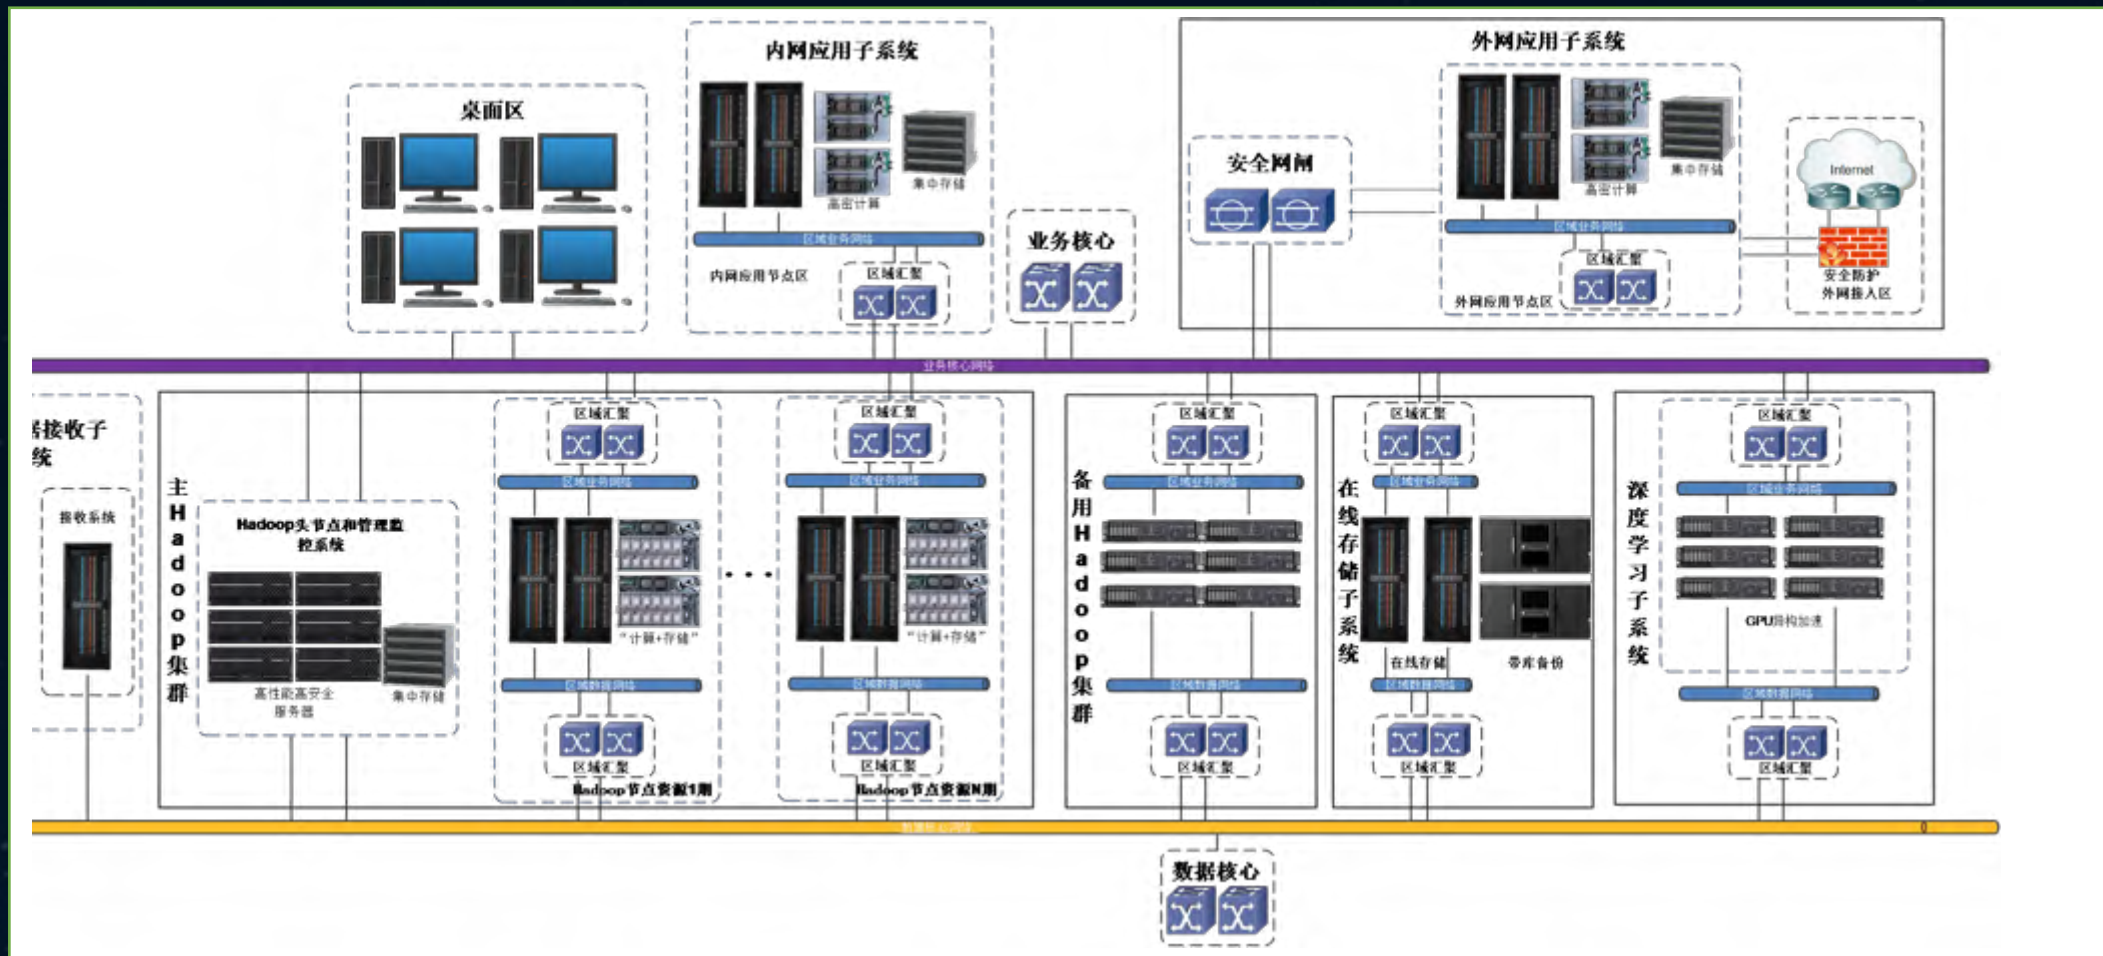 内网应用子系统
集中存储
高密计算
区域业务网络
内网应用节点区
区域汇聚
桌面区
业务核心
外网应用子系统
安全网闸
集中存储
高密计算
区域业务网络
区域汇聚
外网应用节点区
Internet
安全防护
外网接入区
业务核心网络
接收子
统
接收系统
主Hadoop集群
Hadoop头节点和管理监
控系统
高性能高安全
服务器
集中存储
区域汇聚
区域业务网络
“计算+存储”
区域数据网络
区域汇聚
Hadoop节点资源1期
...
区域汇聚
区域业务网络
“计算+存储”
区域数据网络
区域汇聚
Hadoop节点资源N期
备用Hadoop集群
区域汇聚
区域业务网络
区域数据网络
区域汇聚
在线存储子系统
区域汇聚
区域业务网络
在线存储
带库备份
区域数据网络
区域汇聚
深度学习子系统
区域汇聚
区域业务网络
GPU异构加速
区域数据网络
区域汇聚
数据核心网络
数据核心